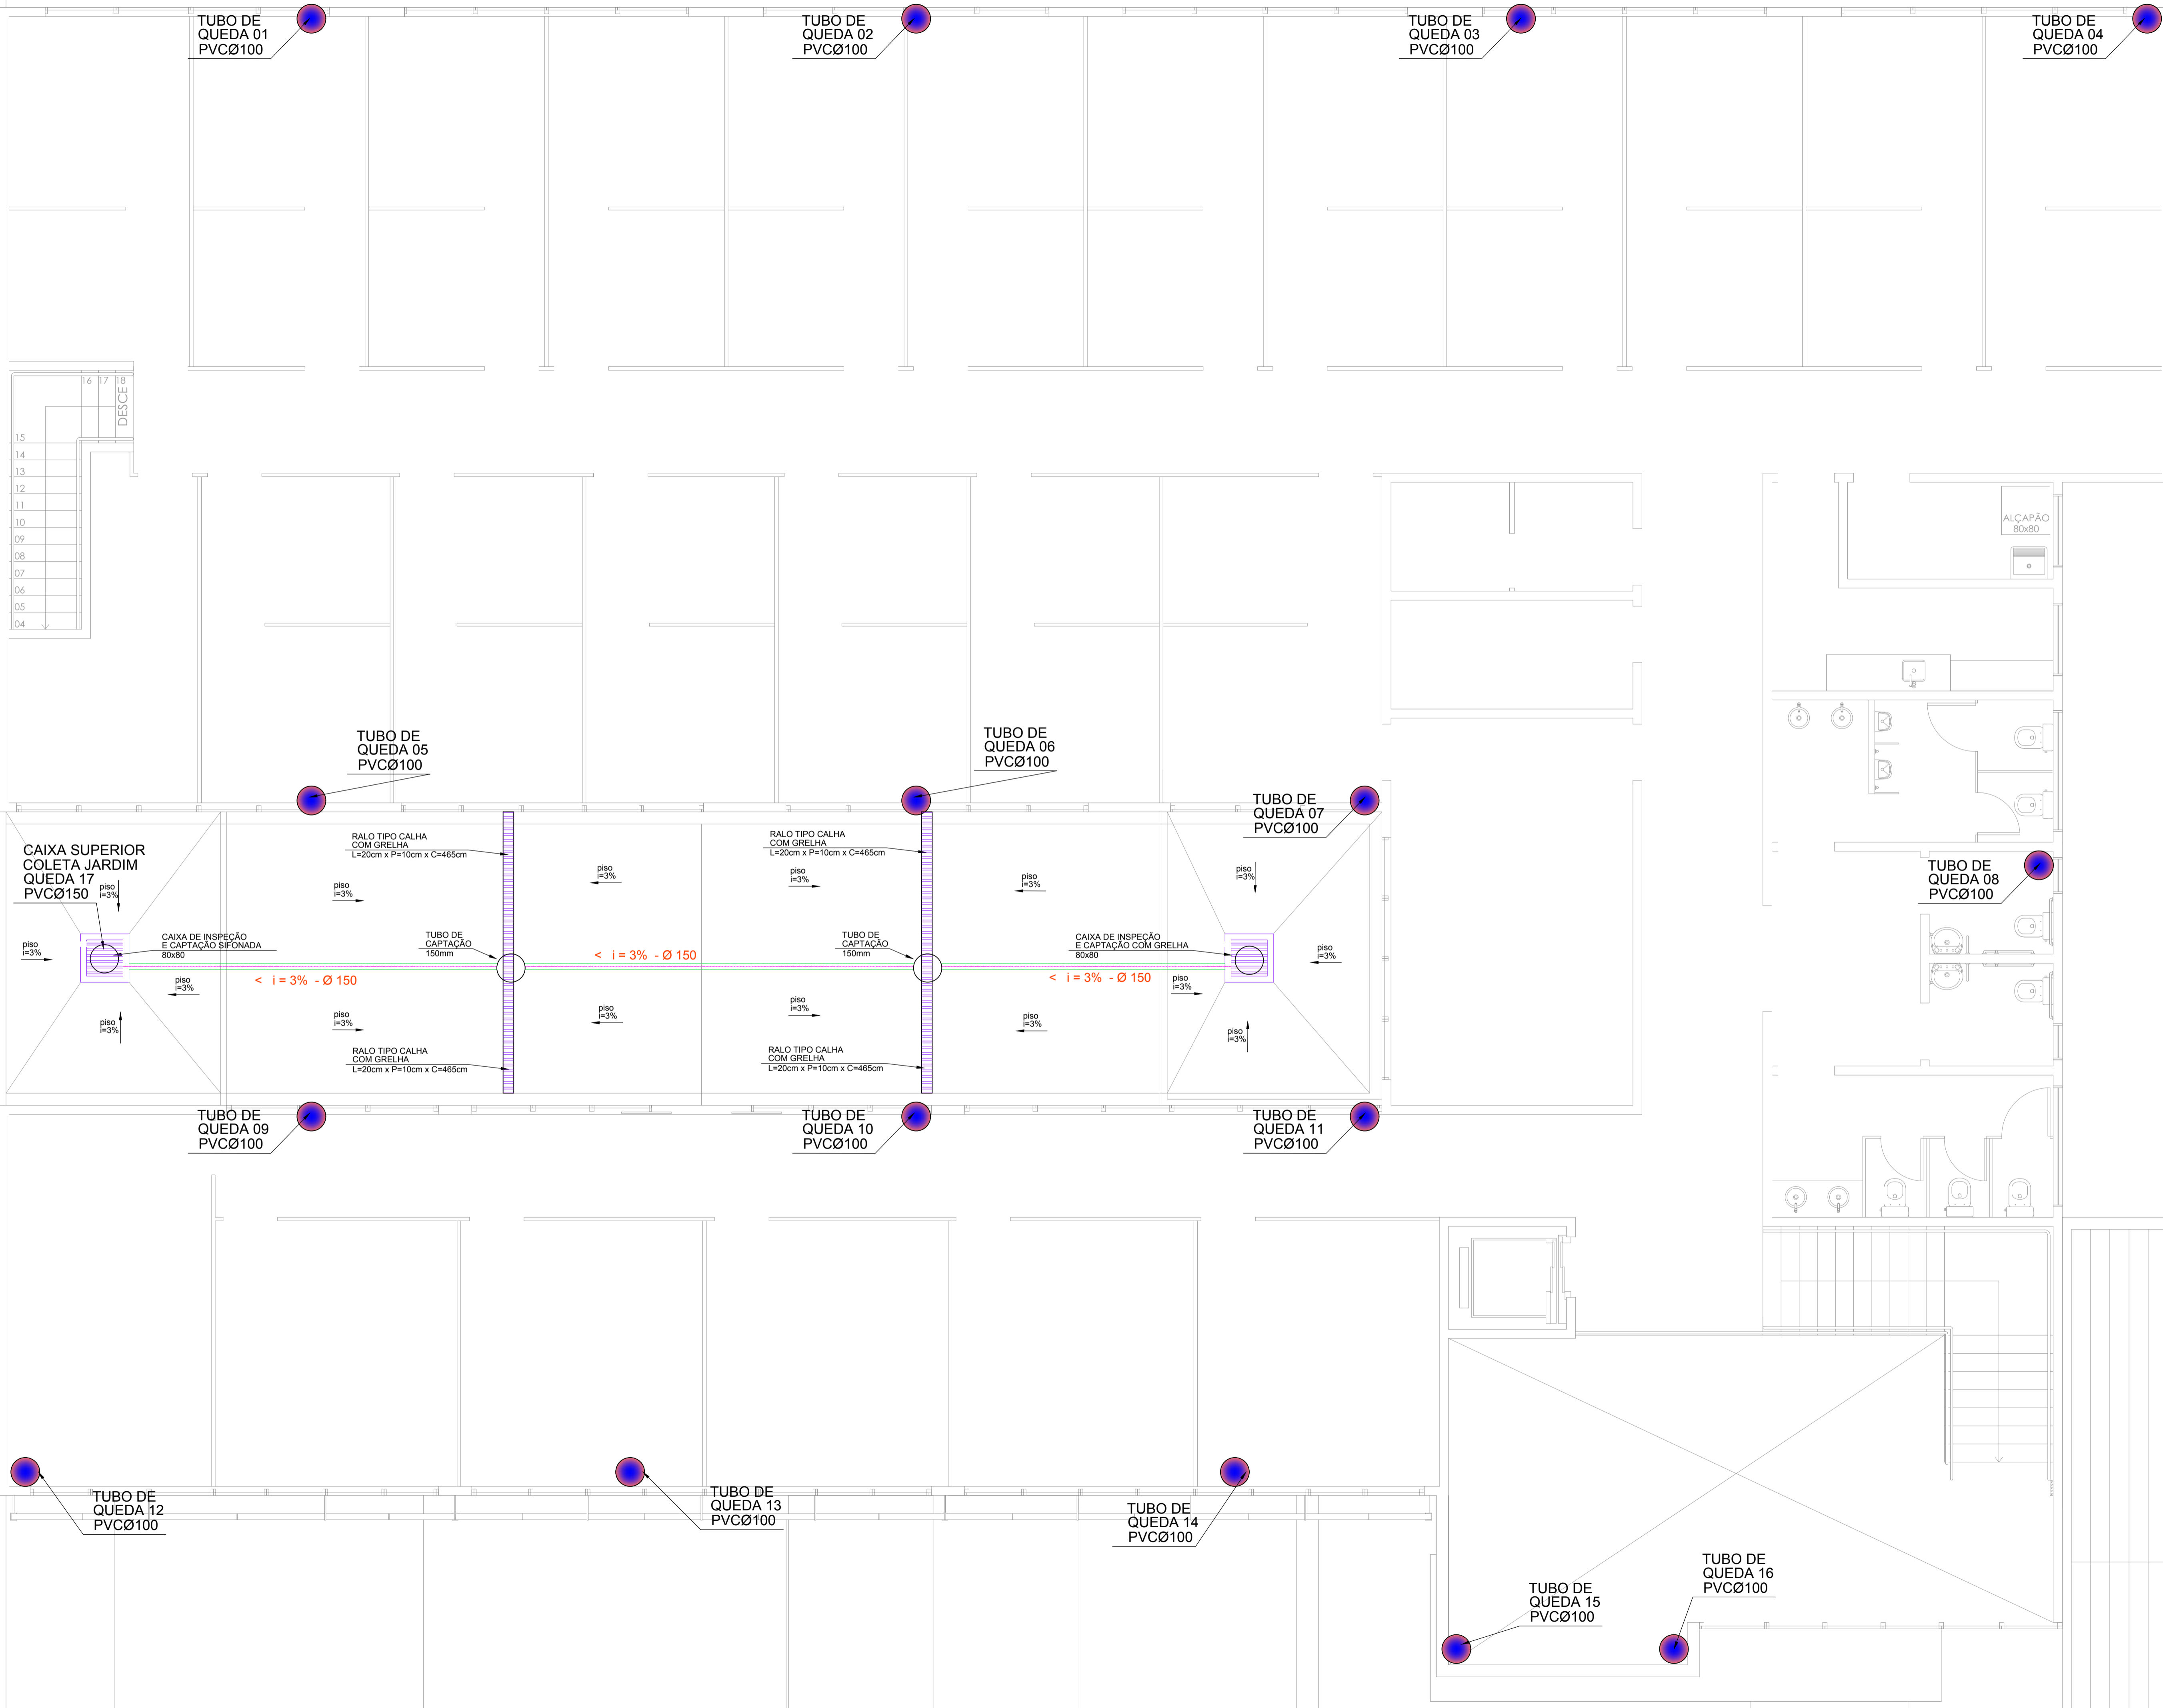 TUBO DE
QUEDA 01
PVCØ100
TUBO DE
QUEDA 02
PVCØ100
TUBO DE
QUEDA 03
PVCØ100
TUBO DE
QUEDA 04
PVCØ100
16
17
18
DESCE
15
14
13
12
11
10
09
08
07
06
05
04
ALÇAPÃO
80x80
TUBO DE
QUEDA 05
PVCØ100
TUBO DE
QUEDA 06
PVCØ100
TUBO DE
QUEDA 07
PVCØ100
TUBO DE
QUEDA 08
PVCØ100
CAIXA SUPERIOR
COLETA JARDIM
QUEDA 17
PVCØ150
piso
i=3%
piso
i=3%
piso
i=3%
piso
i=3%
CAIXA DE INSPEÇÃO
E CAPTAÇÃO SIFONADA
80x80
RALO TIPO CALHA
COM GRELHA
L=20cm x P=10cm x C=465cm
piso
i=3%
piso
i=3%
TUBO DE
CAPTAÇÃO
150mm
< i = 3% - Ø 150
< i = 3% - Ø 150
piso
i=3%
piso
i=3%
RALO TIPO CALHA
COM GRELHA
L=20cm x P=10cm x C=465cm
RALO TIPO CALHA
COM GRELHA
L=20cm x P=10cm x C=465cm
piso
i=3%
piso
i=3%
TUBO DE
CAPTAÇÃO
150mm
CAIXA DE INSPEÇÃO
E CAPTAÇÃO COM GRELHA
80x80
< i = 3% - Ø 150
piso
i=3%
piso
i=3%
RALO TIPO CALHA
COM GRELHA
L=20cm x P=10cm x C=465cm
piso
i=3%
piso
i=3%
piso
i=3%
piso
i=3%
TUBO DE
QUEDA 09
PVCØ100
TUBO DE
QUEDA 10
PVCØ100
TUBO DE
QUEDA 11
PVCØ100
TUBO DE
QUEDA 12
PVCØ100
TUBO DE
QUEDA 13
PVCØ100
TUBO DE
QUEDA 14
PVCØ100
TUBO DE
QUEDA 15
PVCØ100
TUBO DE
QUEDA 16
PVCØ100